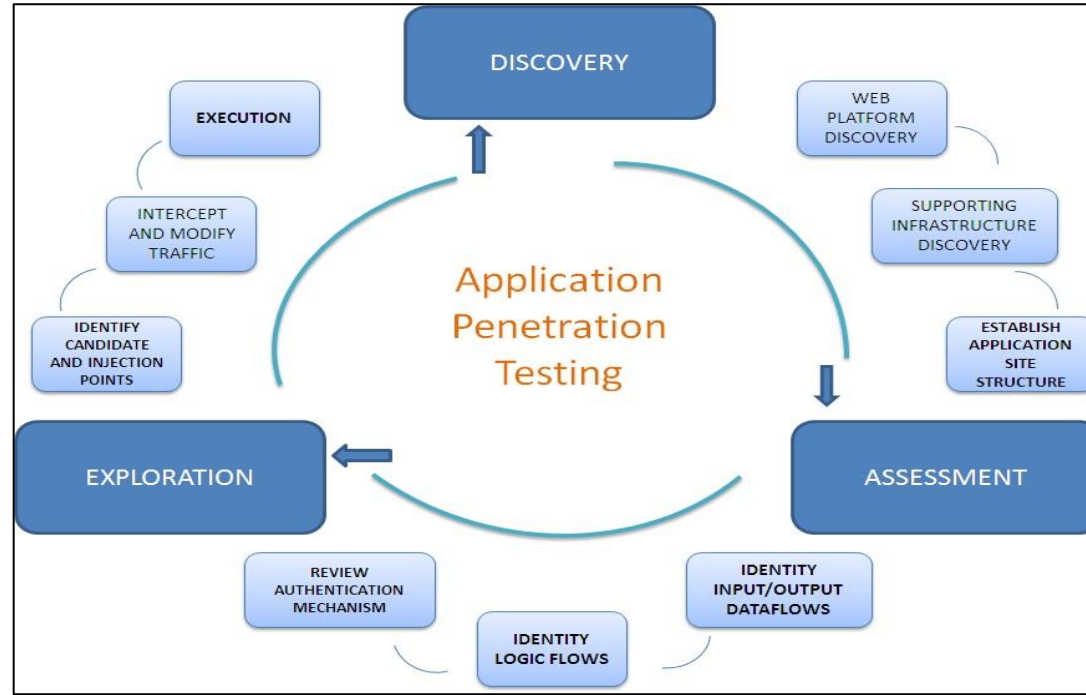 DISCOVERY
WEB
PLATFORM
DISCOVERY
SUPPORTING
INFRASTRUCTURE
DISCOVERY
ESTABLISH
APPLICATION
SITE
STRUCTURE
ASSESSMENT
IDENTITY
INPUT/OUTPUT
DATAFLOWS
IDENTITY
LOGIC FLOWS
REVIEW
AUTHENTICATION
MECHANISM
EXPLORATION
IDENTIFY
CANDIDATE
AND INJECTION
POINTS
INTERCEPT
AND MODIFY
TRAFFIC
EXECUTION
Application
Penetration
Testing